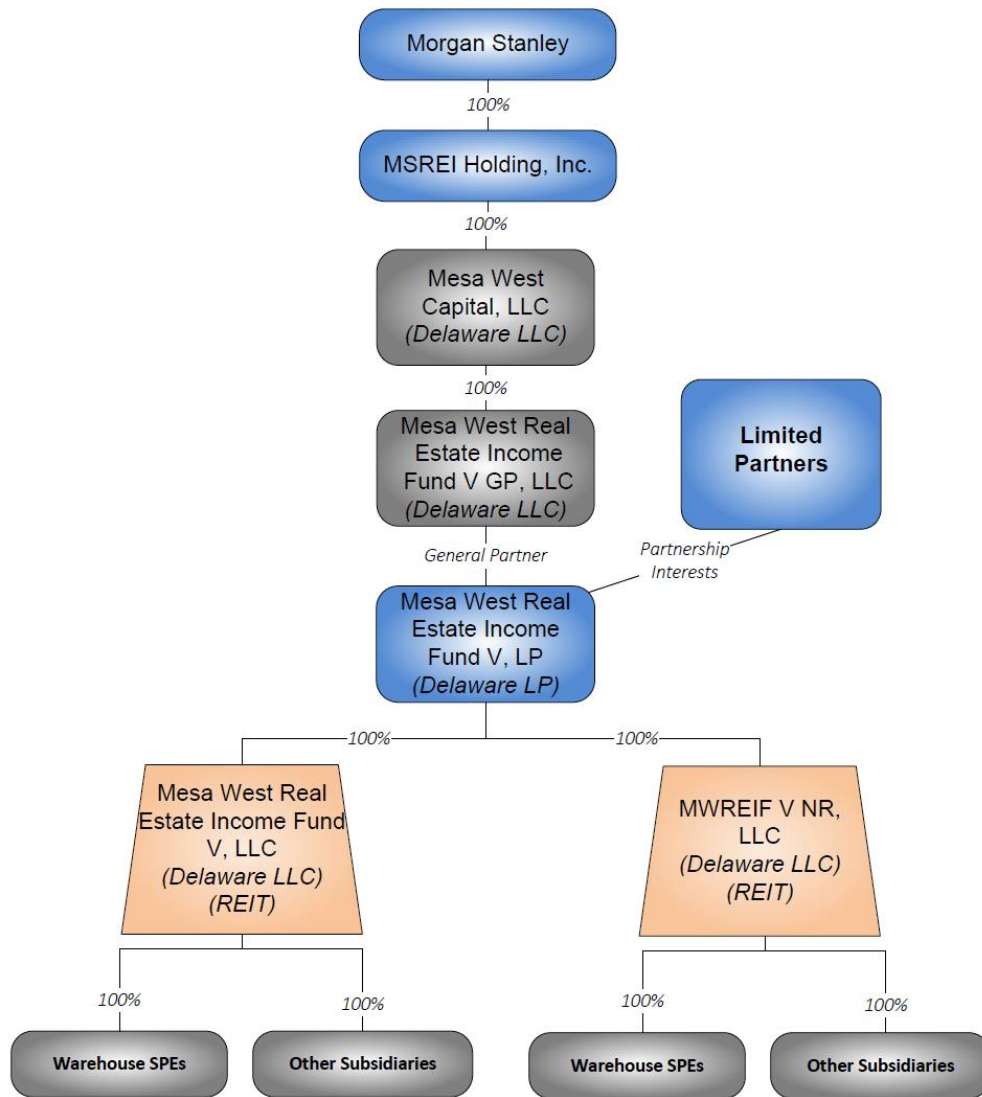 Morgan Stanley
100%
MSREI Holding, Inc.
100%
Mesa West
Capital, LLC
(Delaware LLC)
100%
Mesa West Real
Estate Income
Fund V GP, LLC
(Delaware LLC)
Limited
Partners
General Partner
Partnership
Interests
Mesa West Real
Estate Income
Fund V, LP
(Delaware LP)
100%
100%
Mesa West Real
Estate Income Fund
V, LLC
(Delaware LLC)
(REIT)
MWREIF V NR,
LLC
(Delaware LLC)
(REIT)
100%
100%
100%
100%
Warehouse SPEs
Other Subsidiaries
Warehouse SPEs
Other Subsidiaries